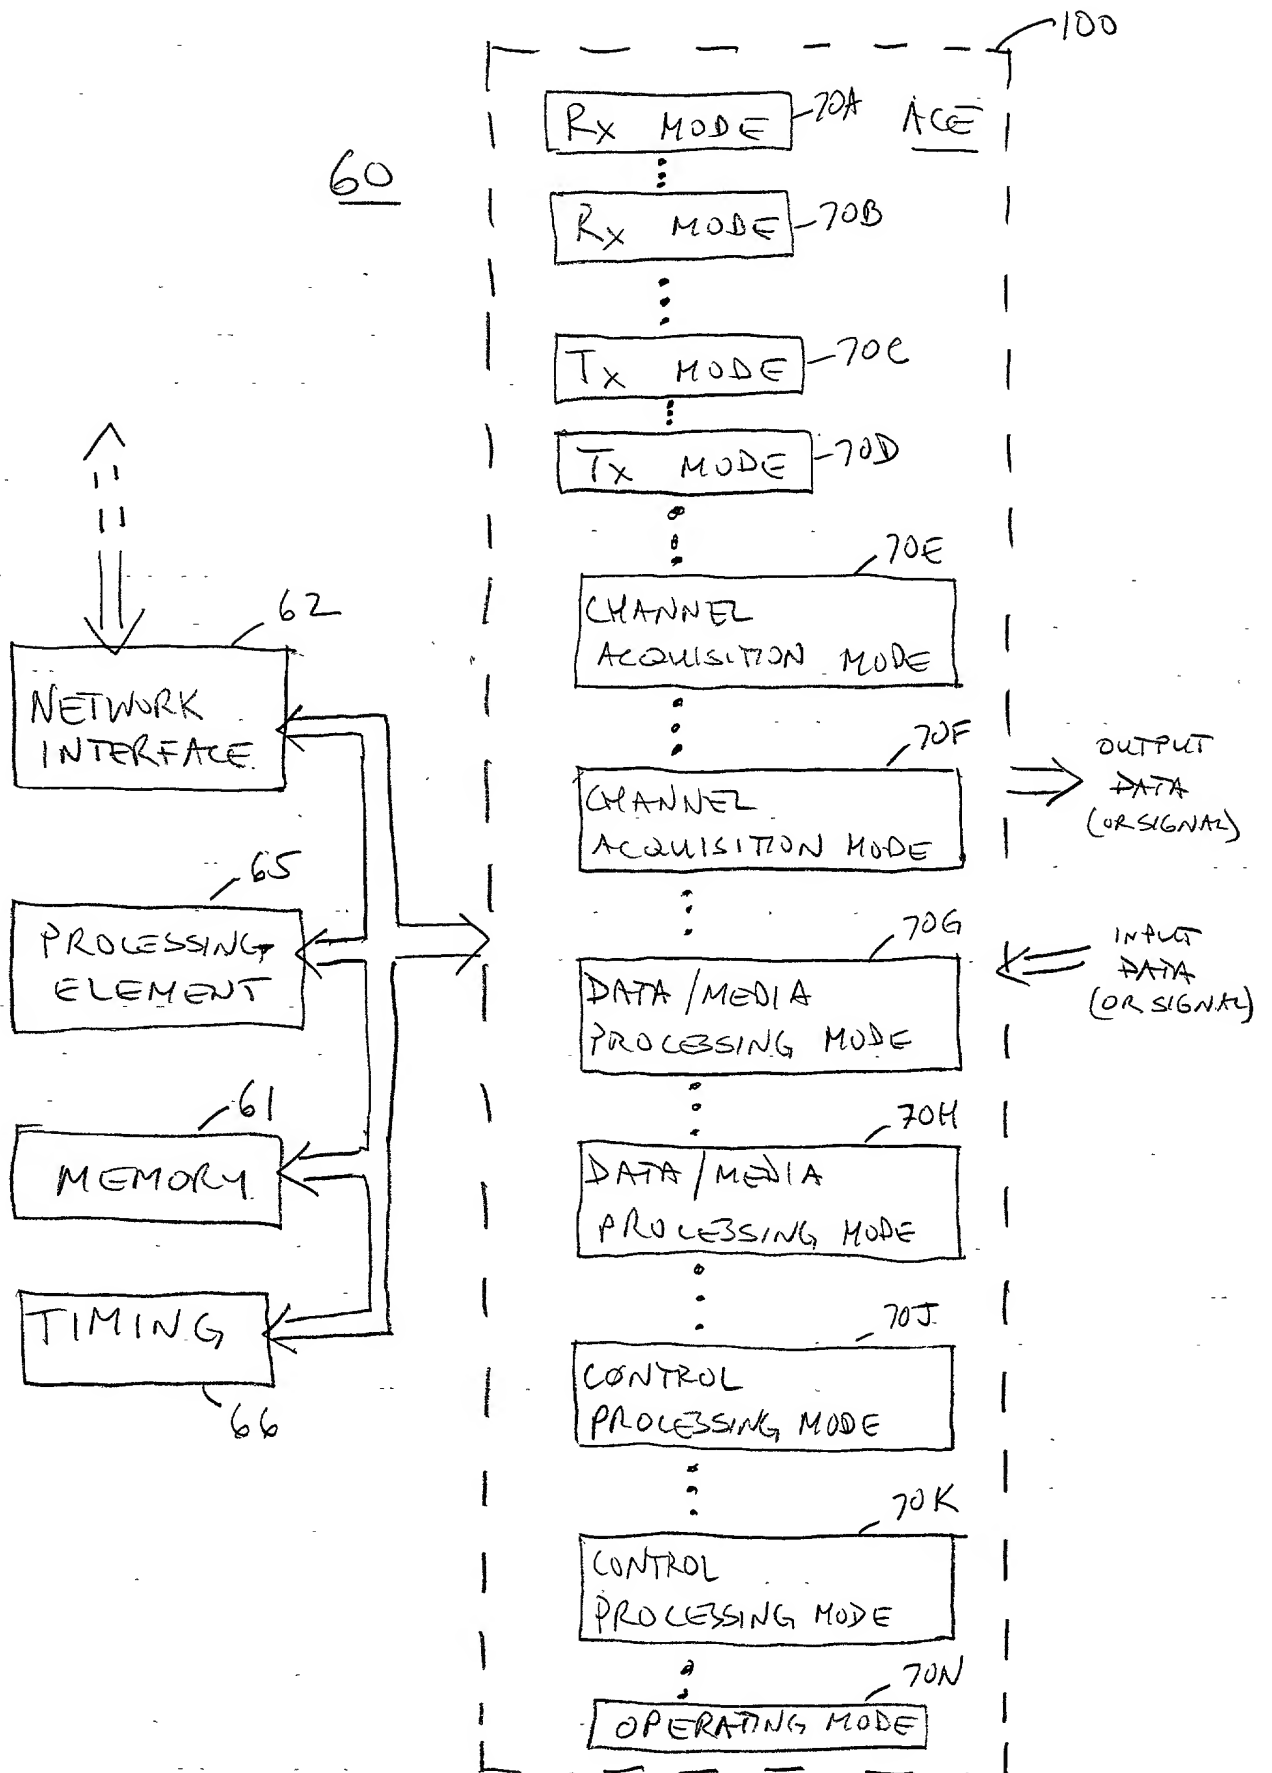 100
Rx MODE
70A
ACE
60
Rx MODE
70B
Tx MODE
70C
Tx MODE
70D
70E
CHANNEL
ACQUISITION MODE
62
NETWORK
INTERFACE
70F
CHANNEL
ACQUISITION MODE
OUTPUT
DATA
(OR SIGNAL)
65
PROCESSING
ELEMENT
70G
DATA/MEDIA
PROCESSING MODE
INPUT
DATA
(OR SIGNAL)
61
MEMORY
70H
DATA/MEDIA
PROCESSING MODE
TIMING
66
70J
CONTROL
PROCESSING MODE
70K
CONTROL
PROCESSING MODE
70N
OPERATING MODE